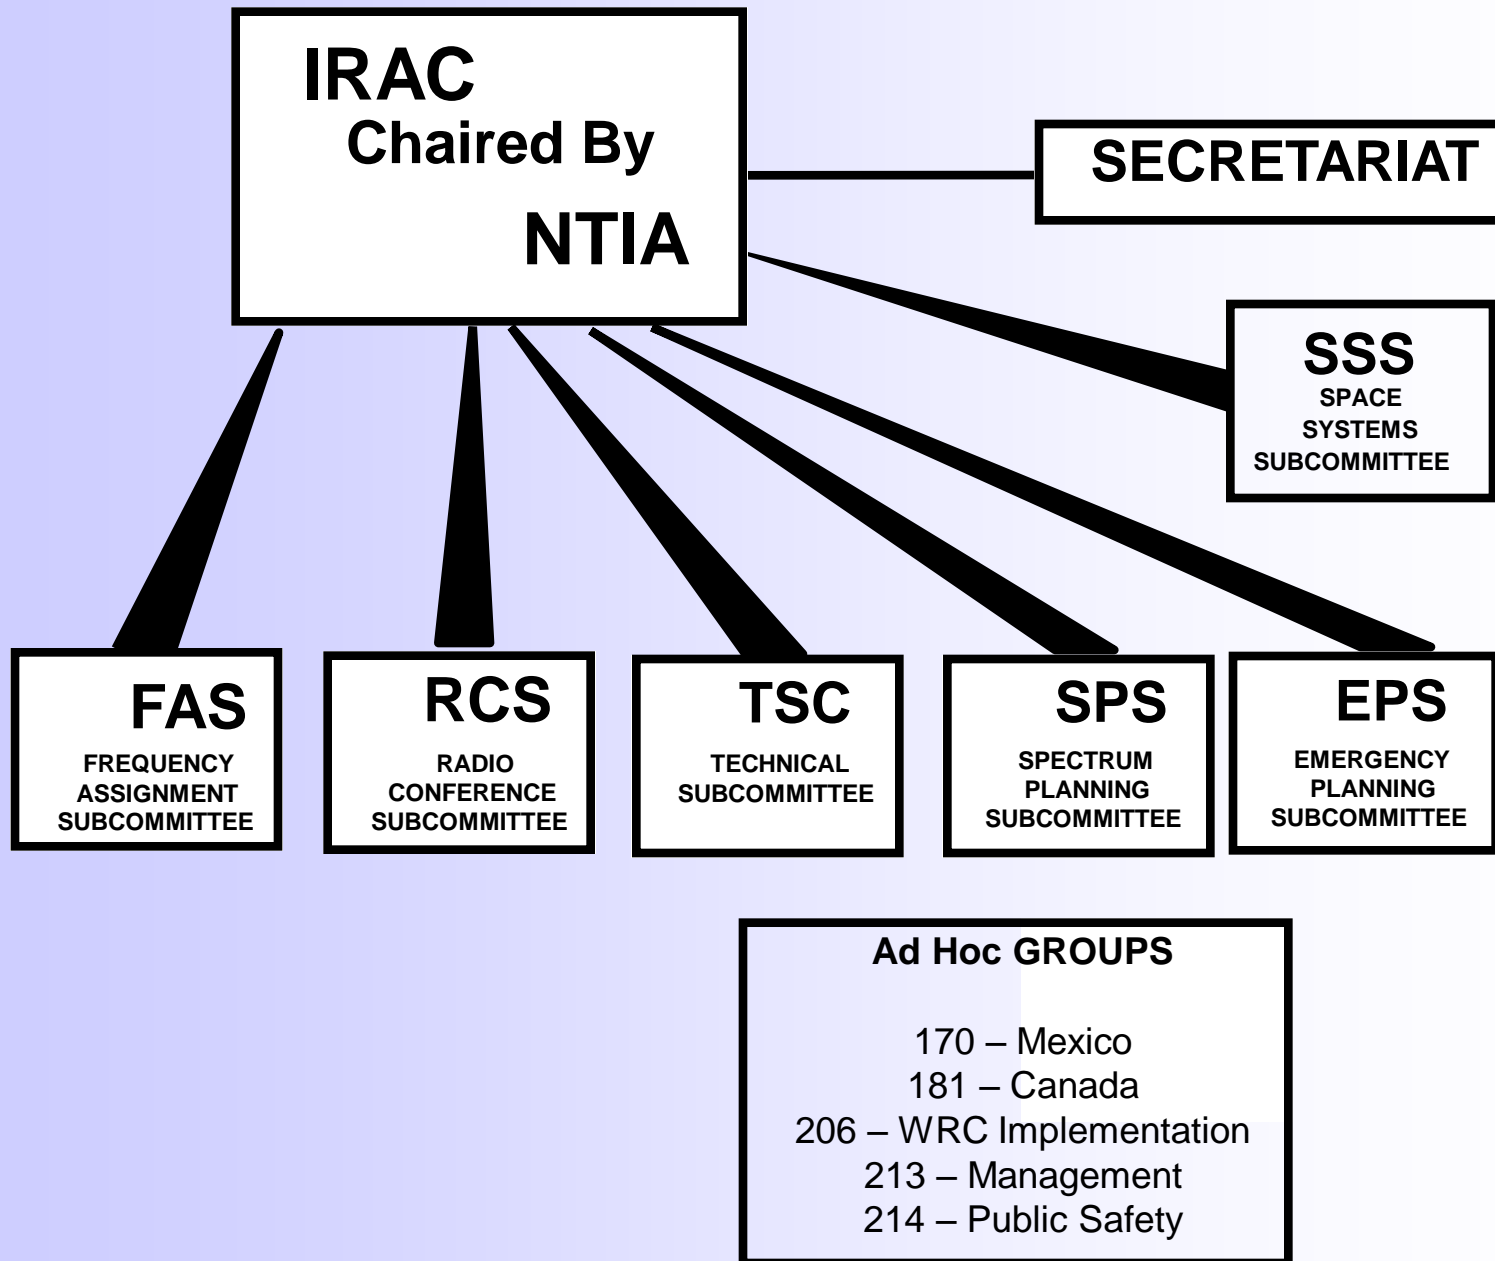 IRAC
Chaired By
NTIA
SECRETARIAT
SSS
SPACE
SYSTEMS
SUBCOMMITTEE
FAS
FREQUENCY
ASSIGNMENT
SUBCOMMITTEE
RCS
RADIO
CONFERENCE
SUBCOMMITTEE
TSC
TECHNICAL
SUBCOMMITTEE
SPS
SPECTRUM
PLANNING
SUBCOMMITTEE
EPS
EMERGENCY
PLANNING
SUBCOMMITTEE
Ad Hoc GROUPS
170 – Mexico
181 – Canada
206 – WRC Implementation
213 – Management
214 – Public Safety